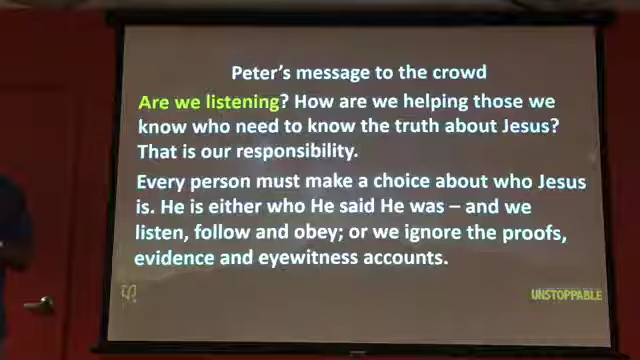 Peter's message to the crowd
Are we listening? How are we helping those we
know who need to know the truth about Jesus?
That is our responsibility.
Every person must make a choice about who Jesus
is. He is either who He said He was – and we
listen, follow and obey; or we ignore the proofs,
evidence and eyewitness accounts.
UNSTOPPABLE